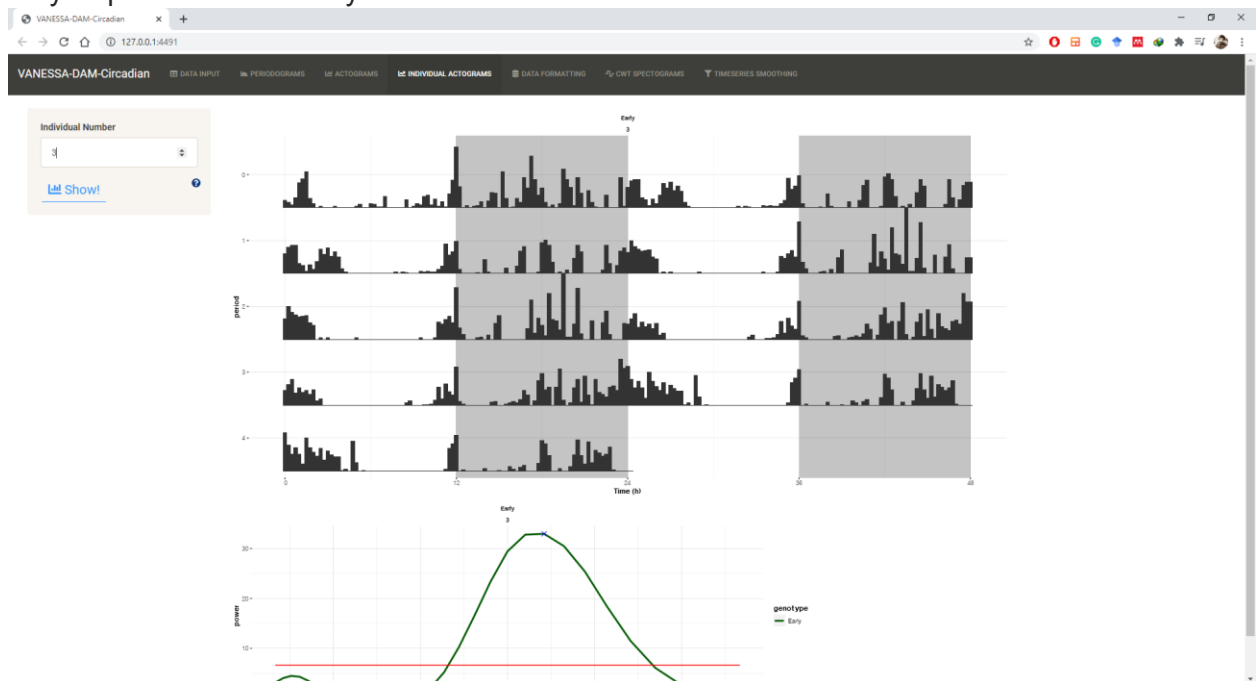 VANESSA-DAM-Circadian
127.0.0.1:4491
VANESSA-DAM-Circadian DATA INPUT PERIODOGRAMS ACTOGRAMS INDIVIDUAL ACTOGRAMS DATA FORMATTING CWT SPECTOGRAMS TIMESERIES SMOOTHING
Individual Number
3
Show!
Early
3
0
1
2
3
4
period
0 12 24 36 48
Time (h)
Early
3
30
20
10
power
genotype
Early